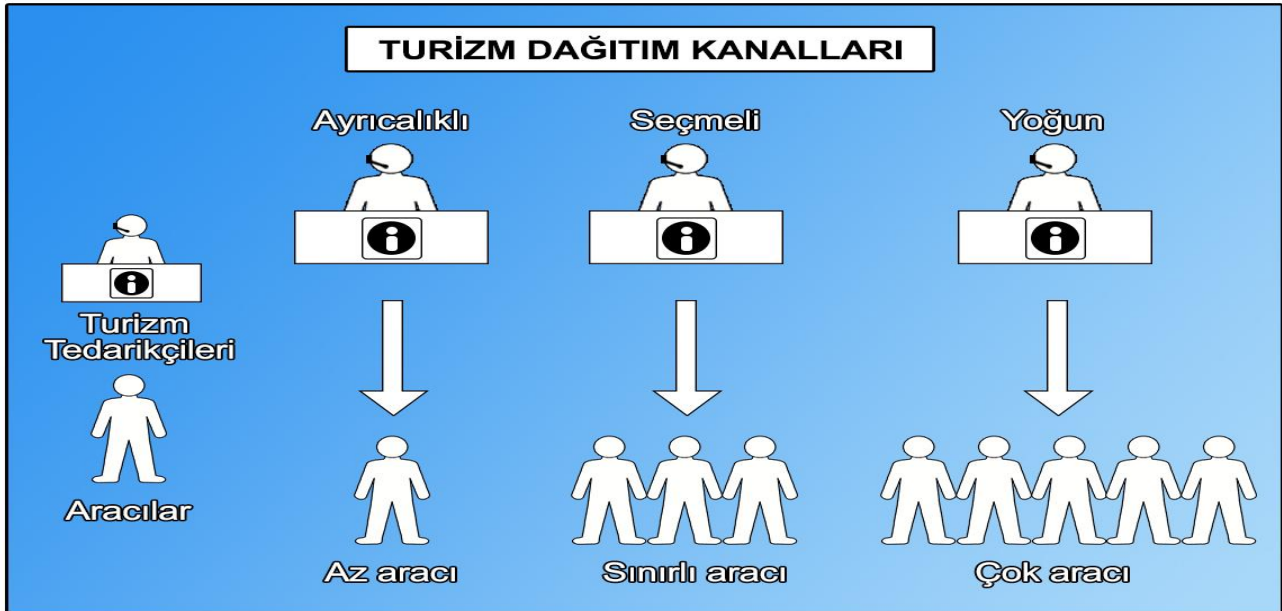 TURİZM DAĞITIM KANALLARI
Ayrıcalıklı
Seçmeli
Yoğun
Turizm
Tedarikçileri
Aracılar
Az aracı
Sınırlı aracı
Çok aracı